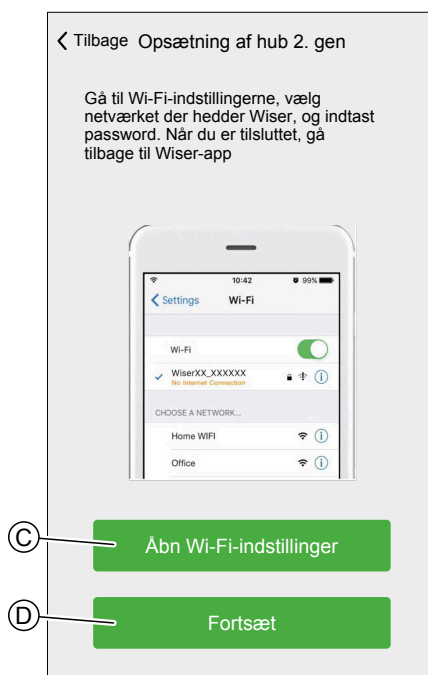 Tilbage Opsætning af hub 2. gen
Gå til Wi-Fi-indstillingerne, vælg
netværket der hedder Wiser, og indtast
password. Når du er tilsluttet, gå
tilbage til Wiser-app
10:42 99%
Settings Wi-Fi
Wi-Fi
WiserXX_XXXXXX
No Internet Connection
CHOOSE A NETWORK...
Home WIFI
Office
C Åbn Wi-Fi-indstillinger
D Fortsæt